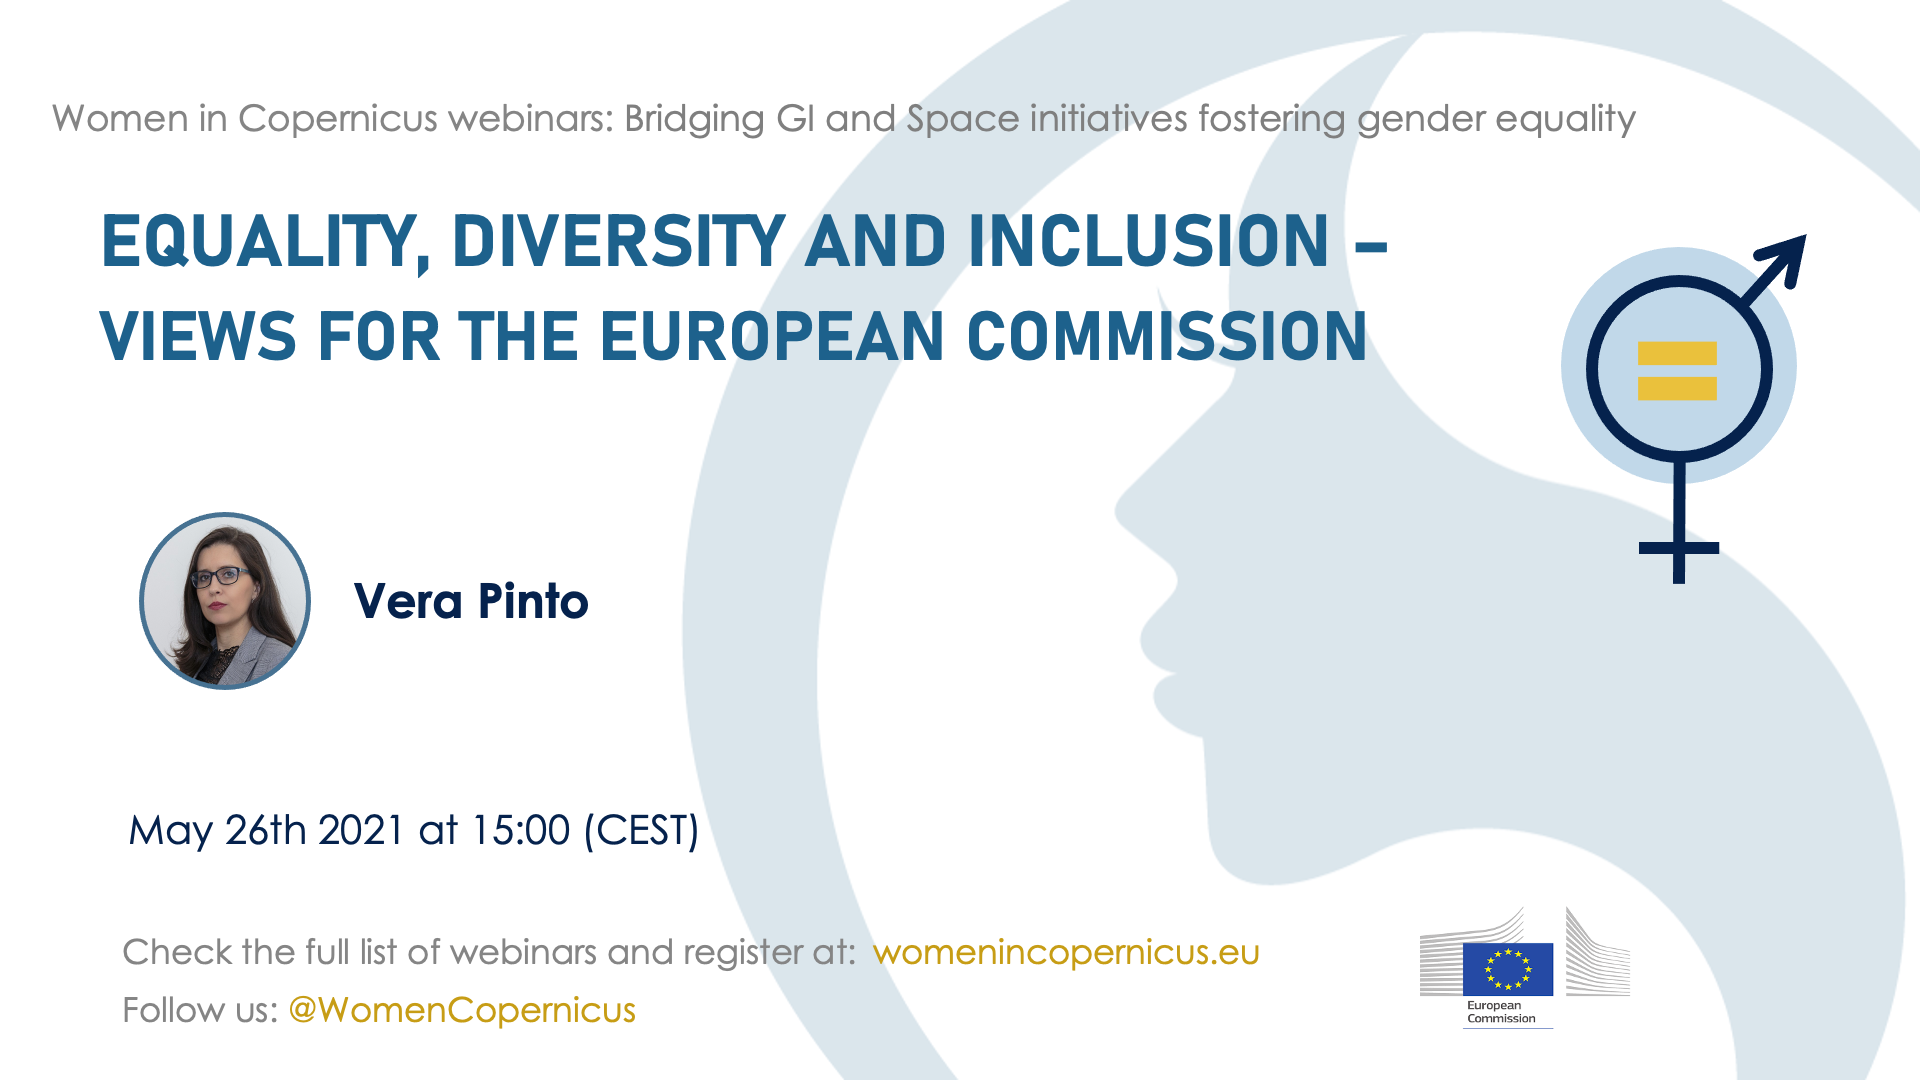 Women in Copernicus webinars: Bridging GI and Space initiatives fostering gender equality
EQUALITY, DIVERSITY AND INCLUSION –
VIEWS FOR THE EUROPEAN COMMISSION
Vera Pinto
May 26th 2021 at 15:00 (CEST)
Check the full list of webinars and register at: womenincopernicus.eu
Follow us: @WomenCopernicus
European
Commission